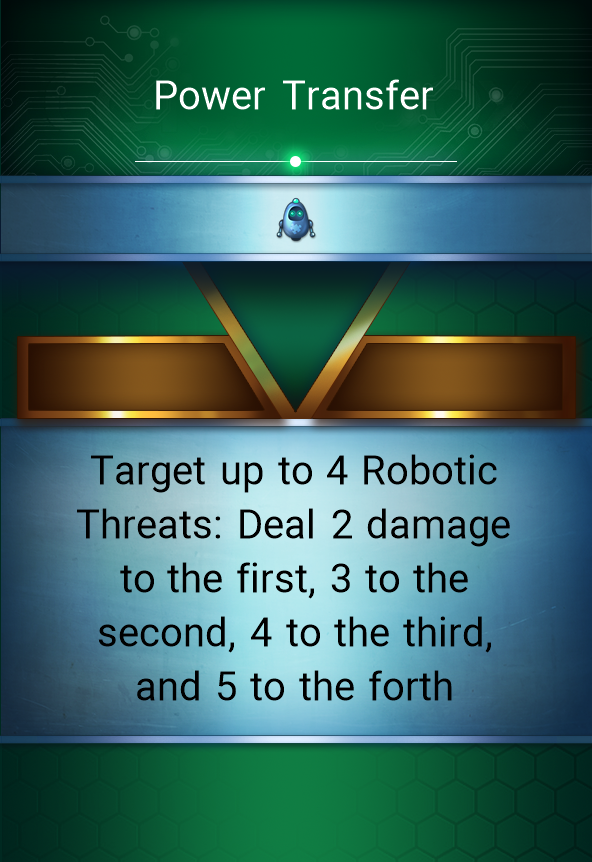 Power Transfer
Target up to 4 Robotic
Threats: Deal 2 damage
to the first, 3 to the
second, 4 to the third,
and 5 to the forth